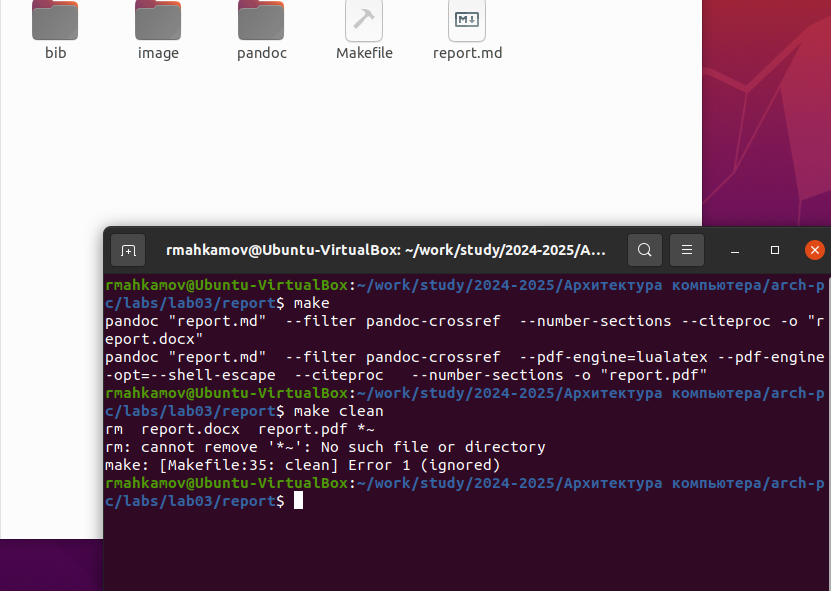 bib
image
pandoc
Makefile
report.md
rmahkamov@Ubuntu-VirtualBox: ~/work/study/2024-2025/А...
rmahkamov@Ubuntu-VirtualBox:~/work/study/2024-2025/Архитектура компьютера/arch-p
c/labs/lab03/report$ make
pandoc "report.md"  --filter pandoc-crossref  --number-sections --citeproc -o "r
eport.docx"
pandoc "report.md"  --filter pandoc-crossref  --pdf-engine=lualatex --pdf-engine
-opt=--shell-escape  --citeproc   --number-sections -o "report.pdf"
rmahkamov@Ubuntu-VirtualBox:~/work/study/2024-2025/Архитектура компьютера/arch-p
c/labs/lab03/report$ make clean
rm  report.docx  report.pdf *~
rm: cannot remove '*~': No such file or directory
make: [Makefile:35: clean] Error 1 (ignored)
rmahkamov@Ubuntu-VirtualBox:~/work/study/2024-2025/Архитектура компьютера/arch-p
c/labs/lab03/report$